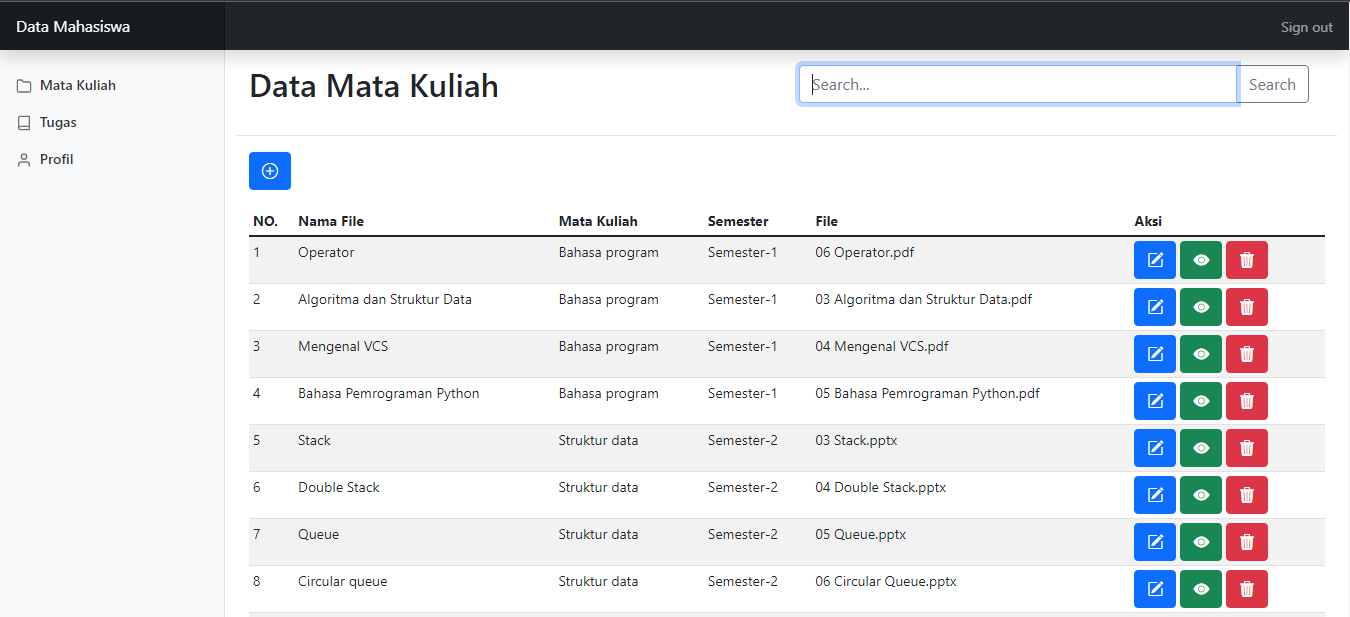 Data Mahasiswa
Sign out
Mata Kuliah
Tugas
Profil
Data Mata Kuliah
Search...
Search
NO. Nama File Mata Kuliah Semester File Aksi
1 Operator Bahasa program Semester-1 06 Operator.pdf
2 Algoritma dan Struktur Data Bahasa program Semester-1 03 Algoritma dan Struktur Data.pdf
3 Mengenal VCS Bahasa program Semester-1 04 Mengenal VCS.pdf
4 Bahasa Pemrograman Python Bahasa program Semester-1 05 Bahasa Pemrograman Python.pdf
5 Stack Struktur data Semester-2 03 Stack.pptx
6 Double Stack Struktur data Semester-2 04 Double Stack.pptx
7 Queue Struktur data Semester-2 05 Queue.pptx
8 Circular queue Struktur data Semester-2 06 Circular Queue.pptx